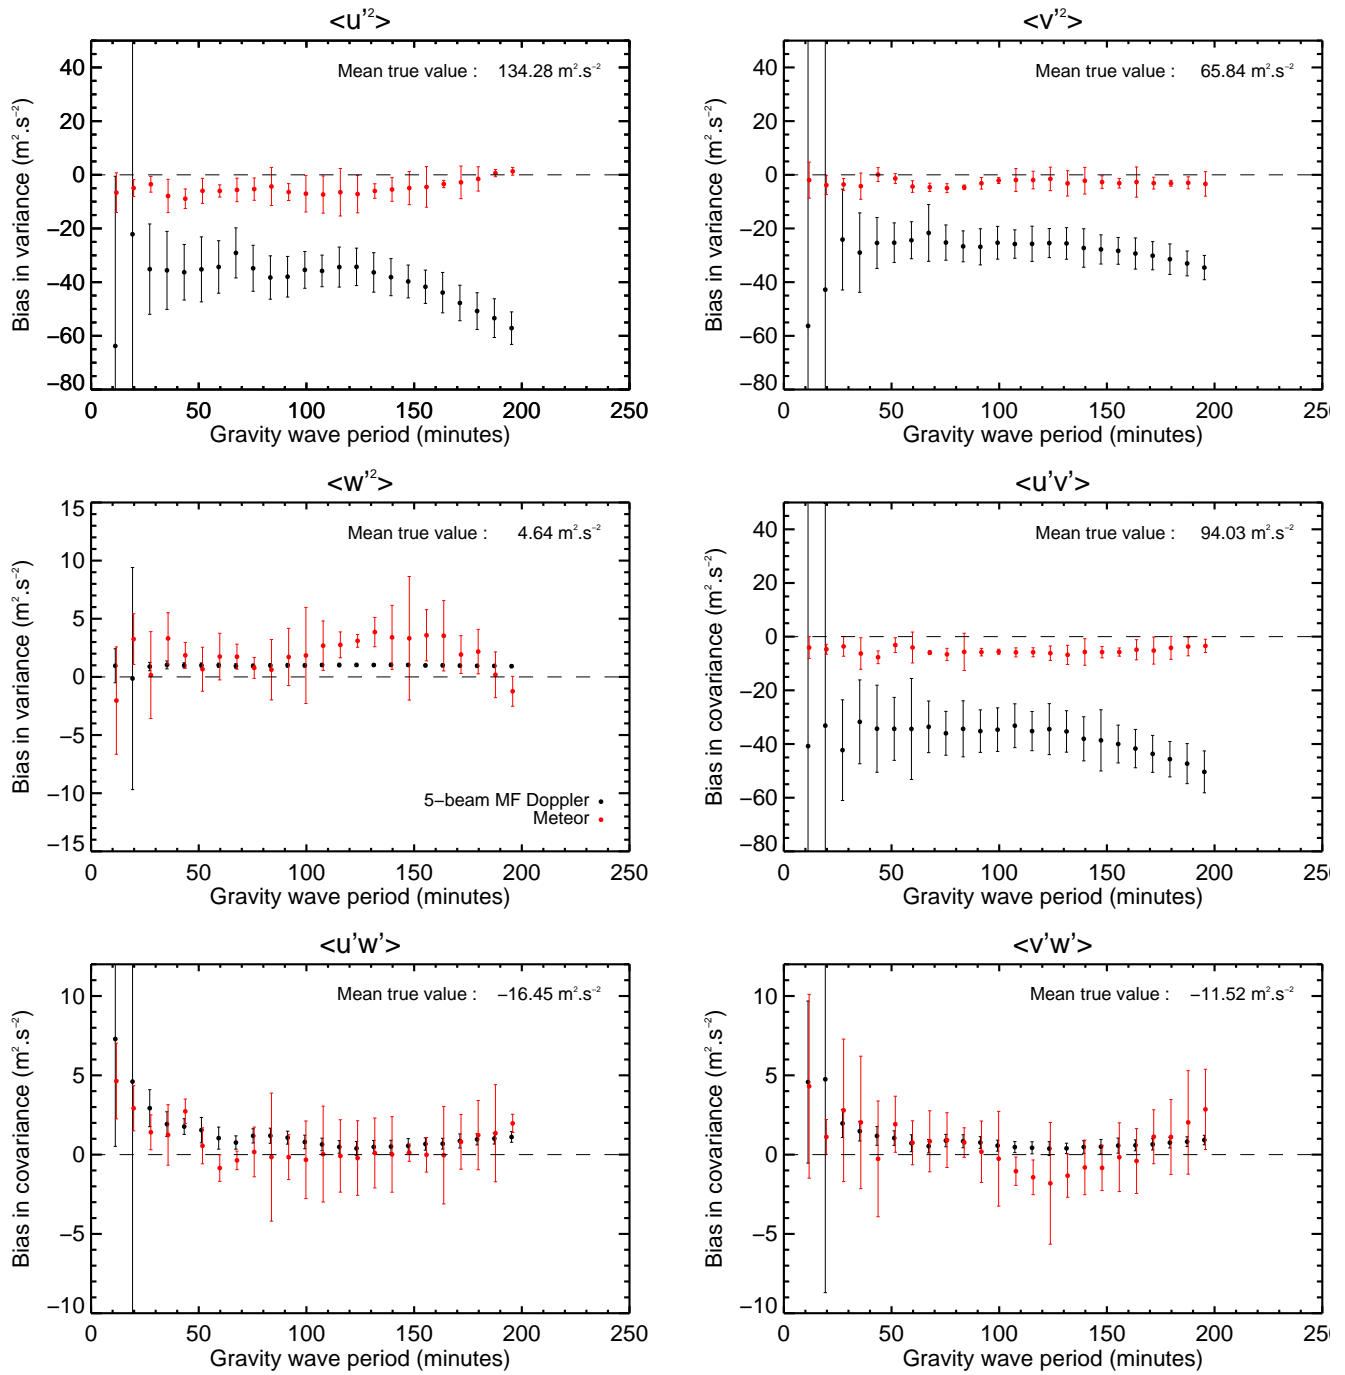 <u'²>
Mean true value : 134.28 m².s⁻²
Bias in variance (m².s⁻²)
40
20
0
−20
−40
−60
−80
0 50 100 150 200 250
Gravity wave period (minutes)
<v'²>
Mean true value : 65.84 m².s⁻²
Bias in variance (m².s⁻²)
40
20
0
−20
−40
−60
−80
0 50 100 150 200 250
Gravity wave period (minutes)
<w'²>
Mean true value : 4.64 m².s⁻²
Bias in variance (m².s⁻²)
15
10
5
0
−5
−10
−15
5−beam MF Doppler
Meteor
0 50 100 150 200 250
Gravity wave period (minutes)
<u'v'>
Mean true value : 94.03 m².s⁻²
Bias in covariance (m².s⁻²)
40
20
0
−20
−40
−60
−80
0 50 100 150 200 250
Gravity wave period (minutes)
<u'w'>
Mean true value : −16.45 m².s⁻²
Bias in covariance (m².s⁻²)
10
5
0
−5
−10
0 50 100 150 200 250
Gravity wave period (minutes)
<v'w'>
Mean true value : −11.52 m².s⁻²
Bias in covariance (m².s⁻²)
10
5
0
−5
−10
0 50 100 150 200 250
Gravity wave period (minutes)